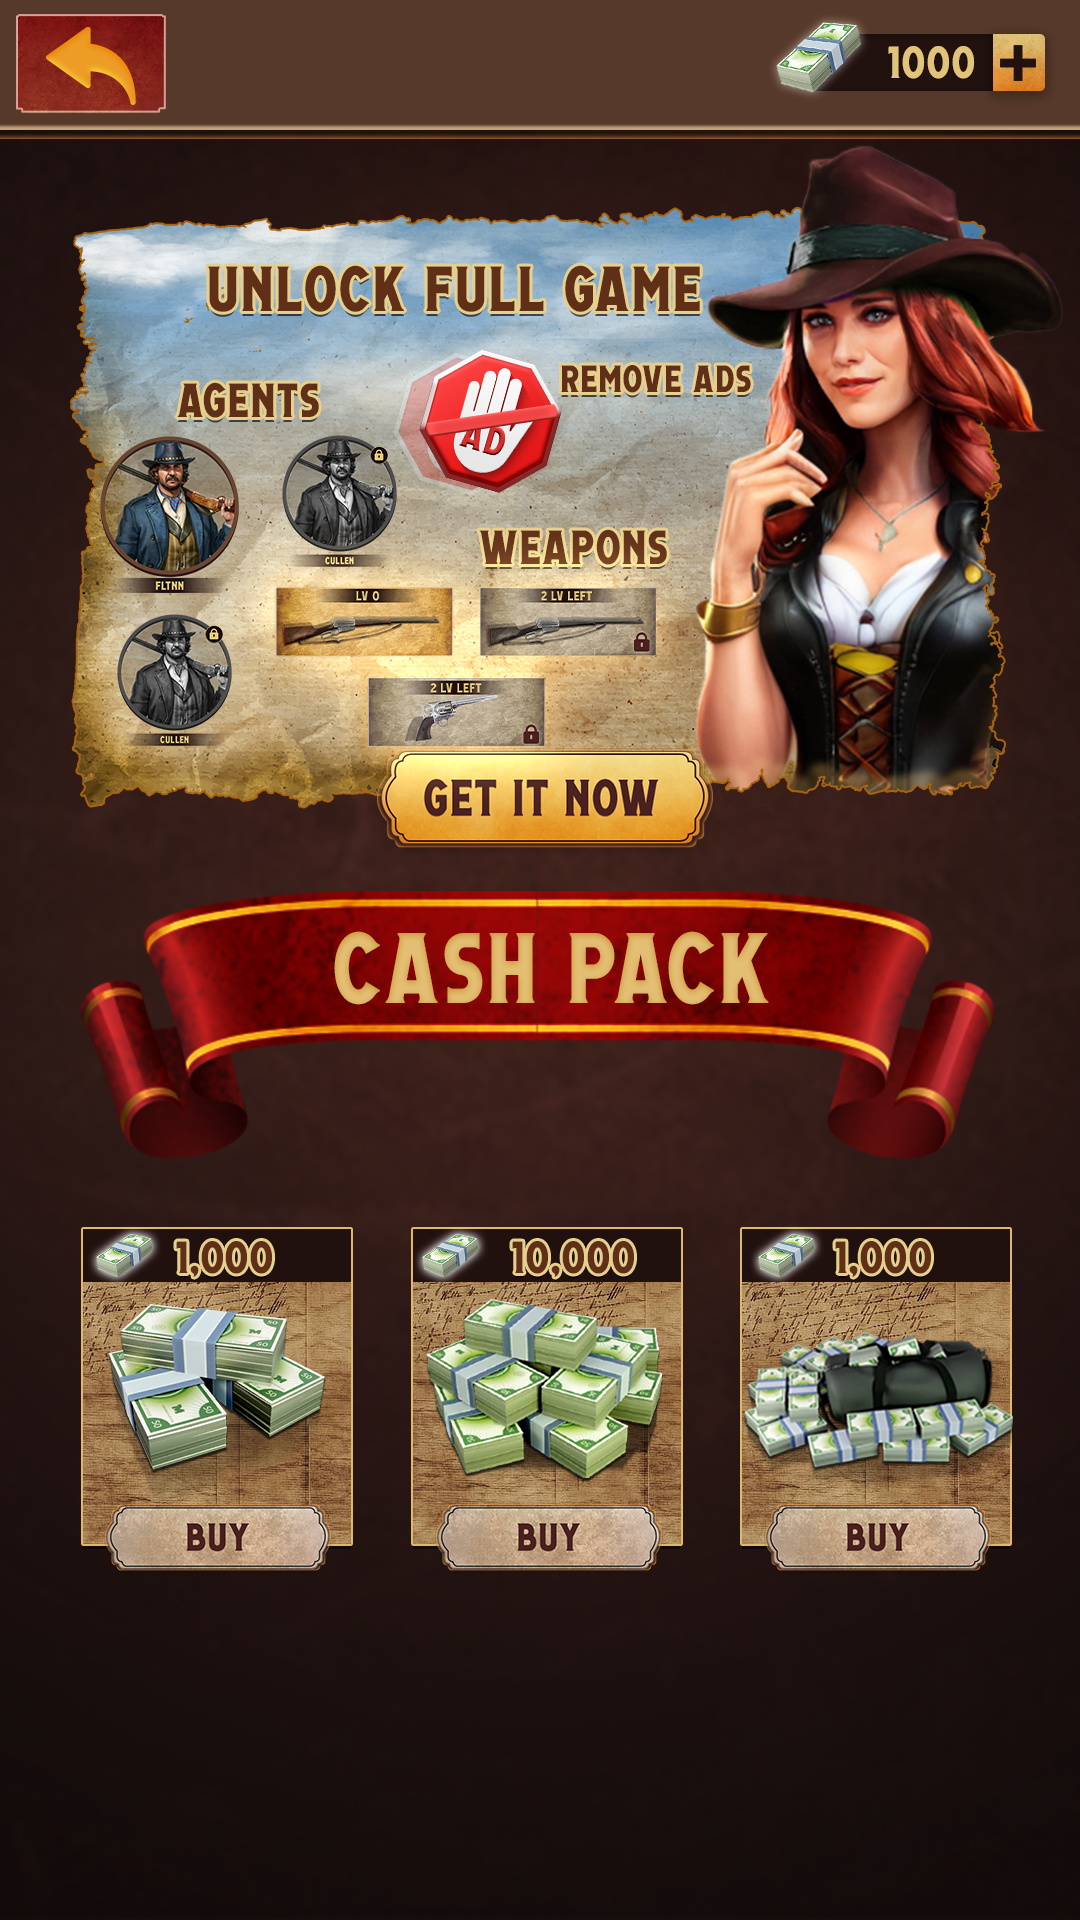 1000
UNLOCK FULL GAME
REMOVE ADS
AGENTS
AD
WEAPONS
CULLEN
FLTNN
LV 0
2 LV LEFT
CULLEN
2 LV LEFT
GET IT NOW
CASH PACK
1,000
10,000
1,000
BUY
BUY
BUY